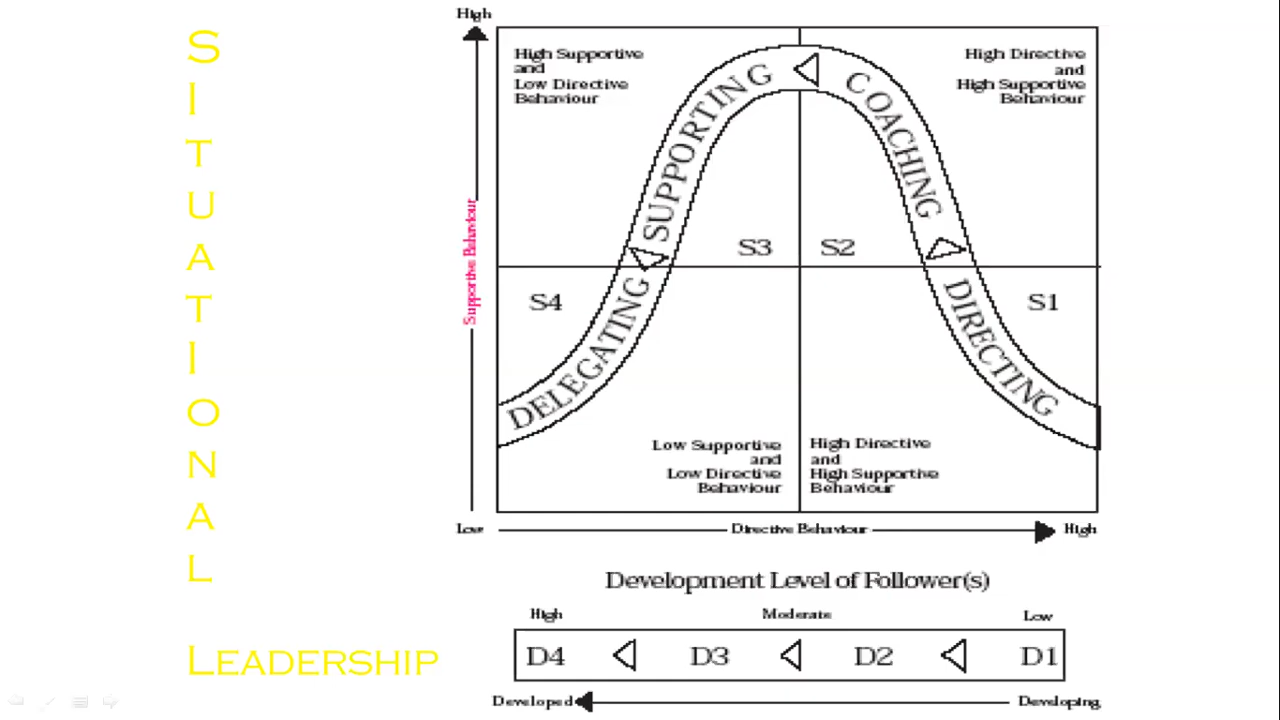 SITUATIONAL
LEADERSHIP
High
High Supportive
and
Low Directive
Behaviour
High Directive
and
High Supportive
Behaviour
SUPPORTING
COACHING
Supportive Behaviour
S3
S2
S4
S1
DELEGATING
DIRECTING
Low Supportive
and
Low Directive
Behaviour
High Directive
and
High Supportive
Behaviour
Low
Directive Behaviour
High
Development Level of Follower(s)
High
Moderate
Low
D4
D3
D2
D1
Developed
Developing